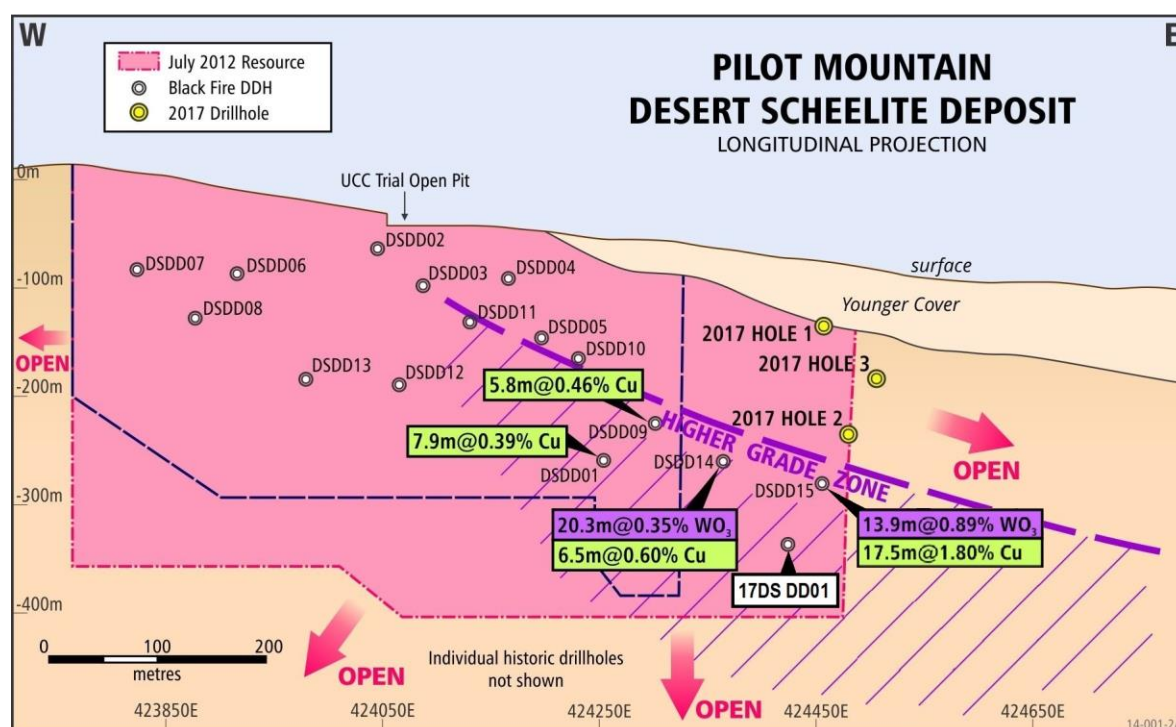 W
E
July 2012 Resource
Black Fire DDH
2017 Drillhole
PILOT MOUNTAIN
DESERT SCHEELITE DEPOSIT
LONGITUDINAL PROJECTION
0m
UCC Trial Open Pit
DSDD02
DSDD07
DSDD06
DSDD03
DSDD04
surface
-100m
Younger Cover
DSDD08
DSDD11
DSDD05
2017 HOLE 1
OPEN
DSDD10
2017 HOLE 3
DSDD13
DSDD12
5.8m@0.46% Cu
-200m
2017 HOLE 2
DSDD09
HIGHER GRADE ZONE
7.9m@0.39% Cu
DSDD01
DSDD14
OPEN
DSDD15
-300m
20.3m@0.35% WO₃
6.5m@0.60% Cu
13.9m@0.89% WO₃
17.5m@1.80% Cu
17DS DD01
-400m
0 100 200
metres
Individual historic drillholes
not shown
OPEN
OPEN
423850E 424050E 424250E 424450E 424650E